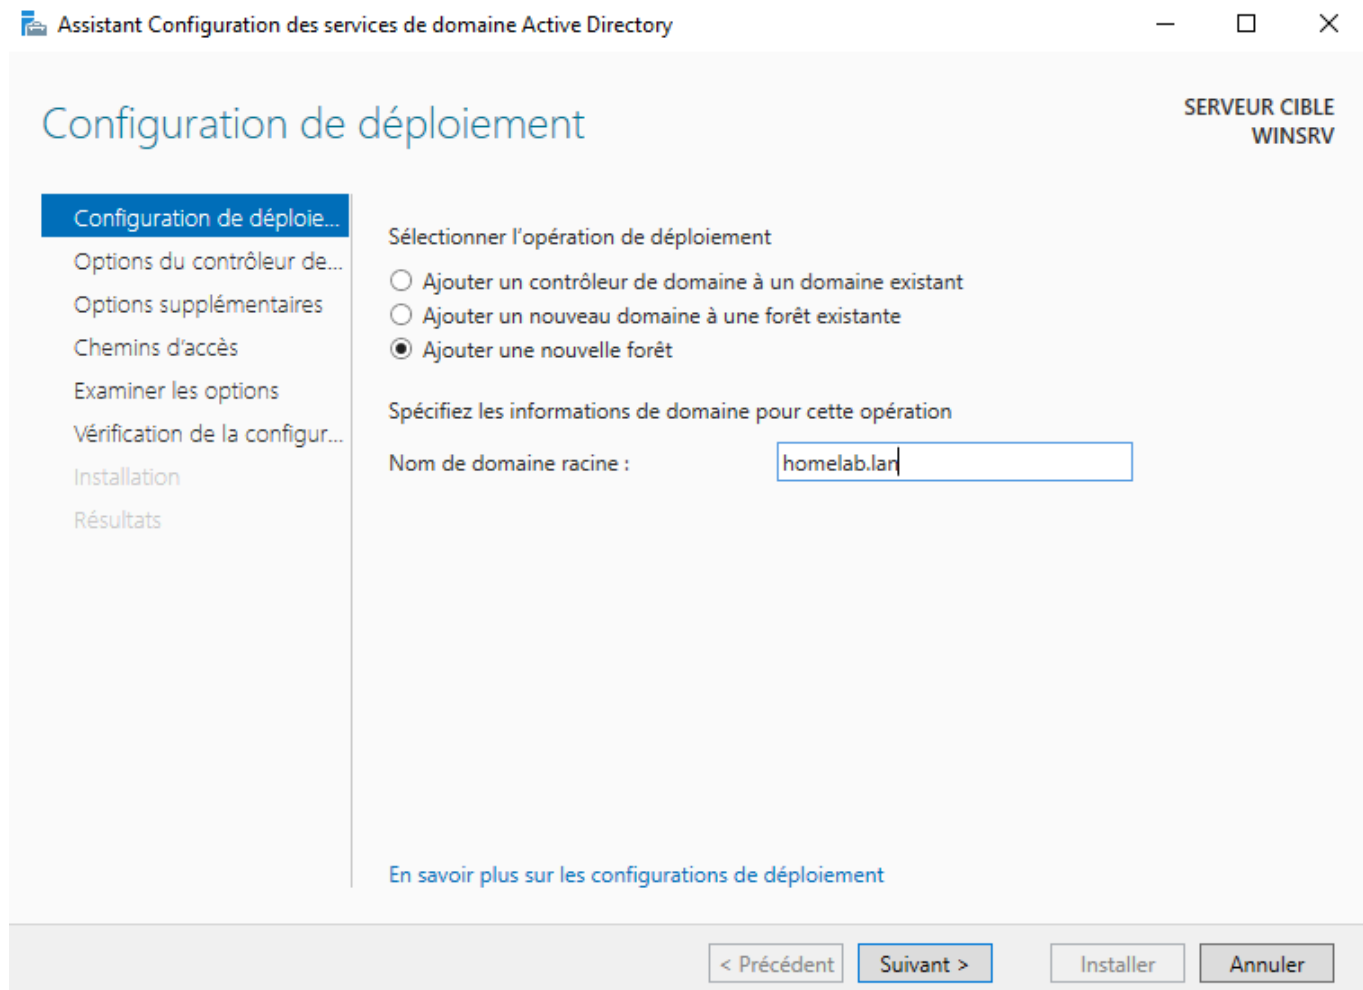 Assistant Configuration des services de domaine Active Directory
Configuration de déploiement
SERVEUR CIBLE
WINSRV
Configuration de déploie...
Options du contrôleur de...
Options supplémentaires
Chemins d’accès
Examiner les options
Vérification de la configur...
Installation
Résultats
Sélectionner l’opération de déploiement
Ajouter un contrôleur de domaine à un domaine existant
Ajouter un nouveau domaine à une forêt existante
Ajouter une nouvelle forêt
Spécifiez les informations de domaine pour cette opération
Nom de domaine racine : homelab.lan
En savoir plus sur les configurations de déploiement
< Précédent Suivant > Installer Annuler